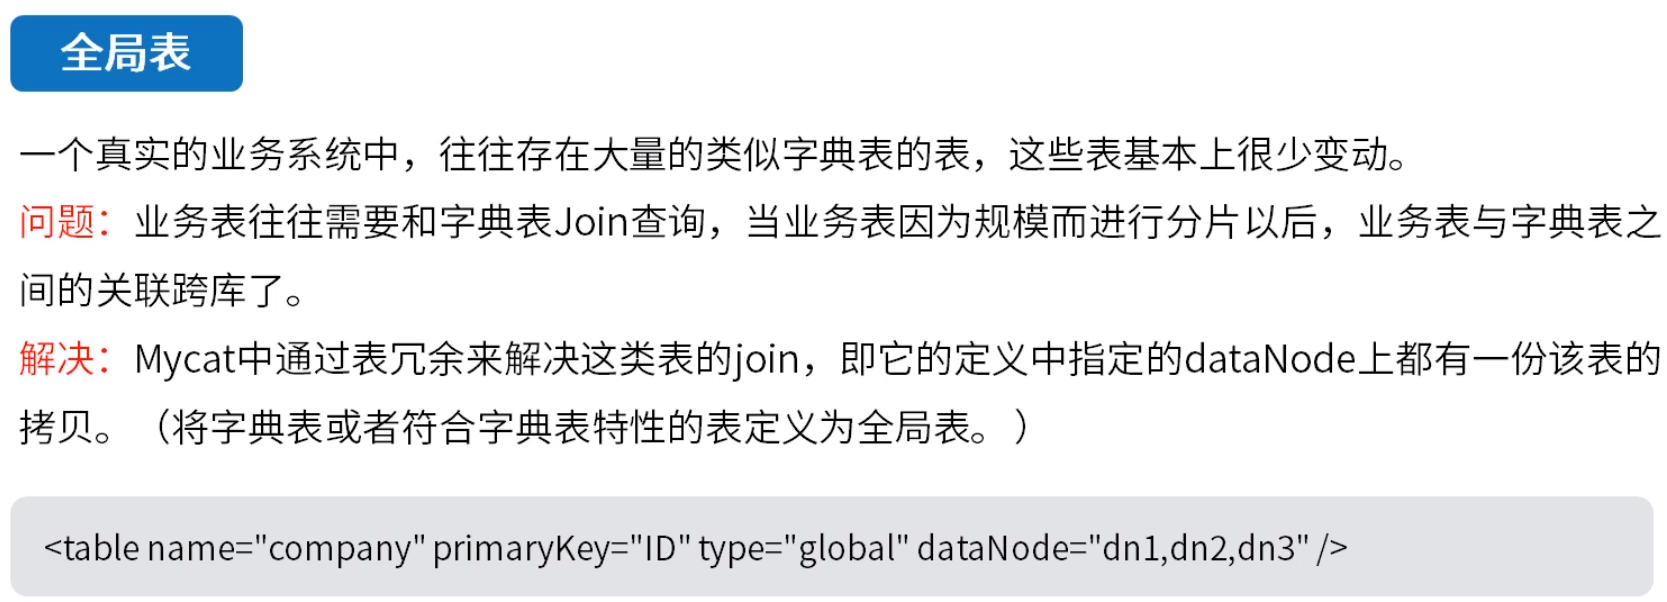 全局表
一个真实的业务系统中，往往存在大量的类似字典表的表，这些表基本上很少变动。
问题：业务表往往需要和字典表Join查询，当业务表因为规模而进行分片以后，业务表与字典表之
间的关联跨库了。
解决：Mycat中通过表冗余来解决这类表的join，即它的定义中指定的dataNode上都有一份该表的
拷贝。（将字典表或者符合字典表特性的表定义为全局表。）
<table name="company" primaryKey="ID" type="global" dataNode="dn1,dn2,dn3" />